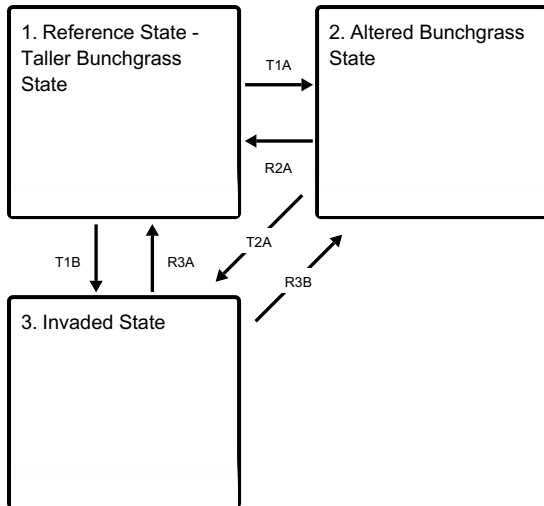 1. Reference State -
Taller Bunchgrass
State
2. Altered Bunchgrass
State
T1A
R2A
T1B
R3A
T2A
R3B
3. Invaded State